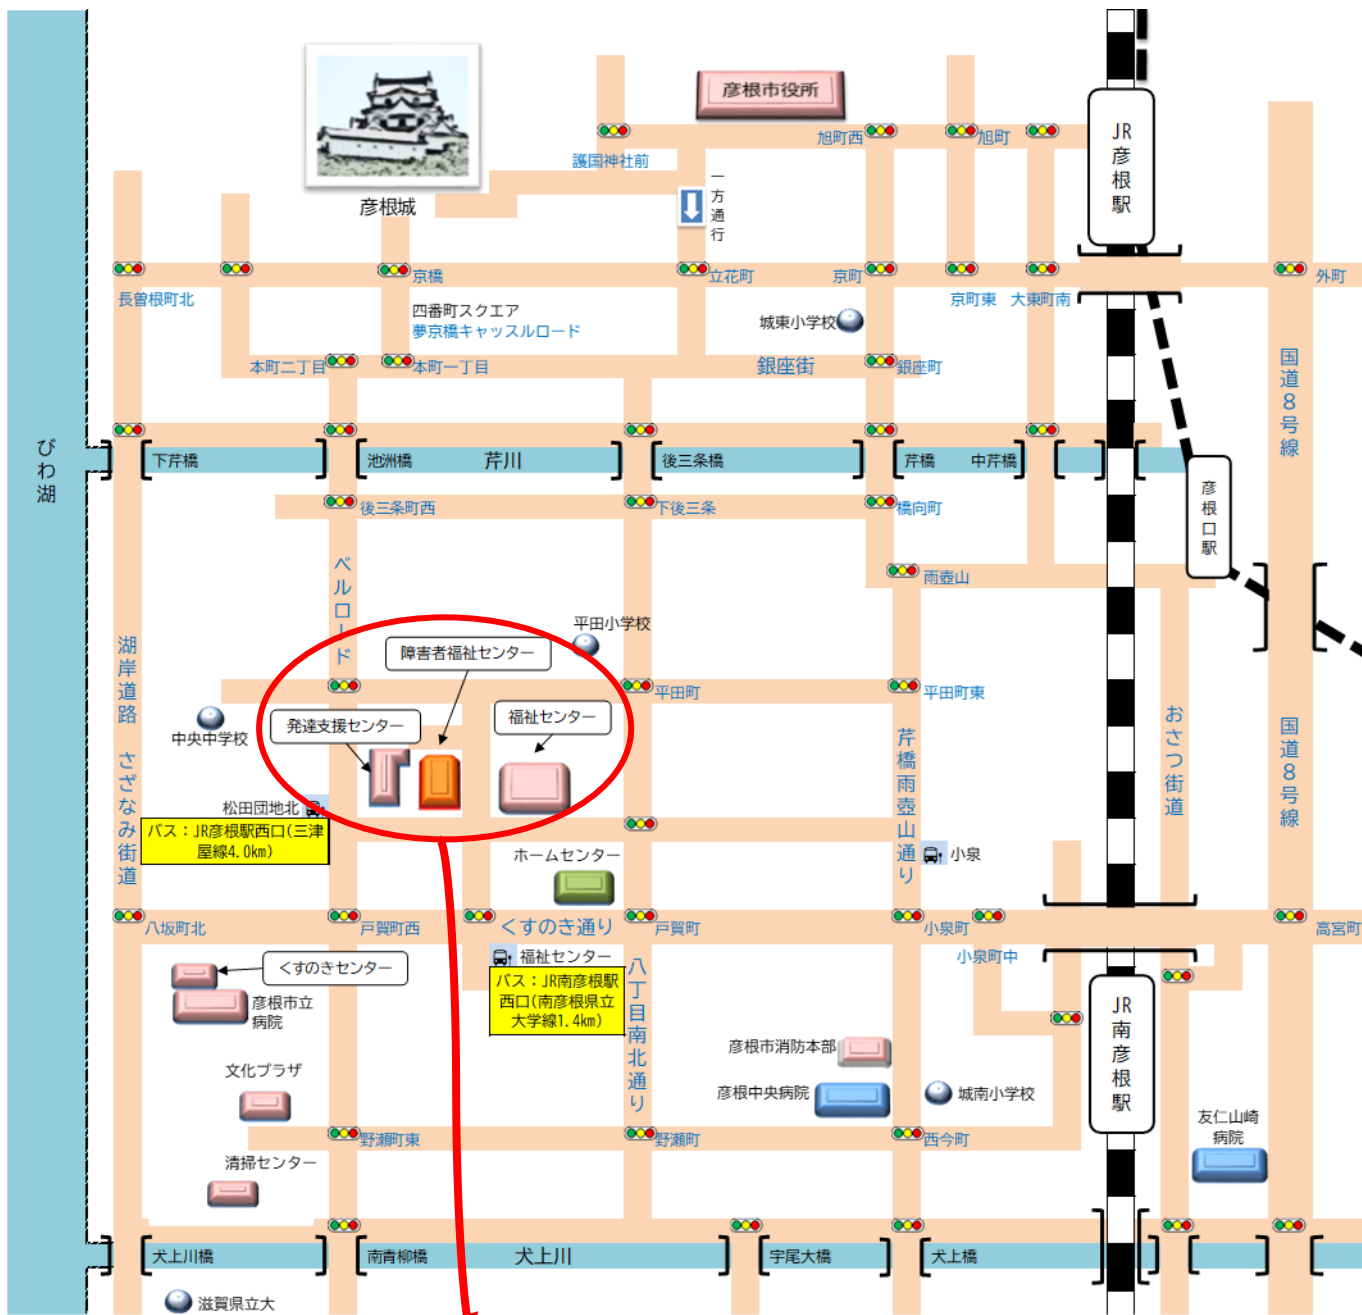 彦根市役所
旭町西
旭町
護国神社前
JR彦根駅
彦根城
一方通行
長曽根町北
京橋
立花町
京町
京町東
大東町南
外町
四番町スクエア
夢京橋キャッスルロード
城東小学校
本町二丁目
本町一丁目
銀座街
銀座町
国道8号線
びわ湖
下芹橋
池洲橋
芹川
後三条橋
芹橋
中芹橋
彦根口駅
後三条町西
下後三条
橋向町
ベルロード
雨壺山
湖岸道路 さざなみ街道
平田小学校
障害者福祉センター
平田町
平田町東
発達支援センター
福祉センター
中央中学校
芹橋雨壺山通り
おさつ街道
国道8号線
松田団地北
バス:JR彦根駅西口(三津
屋線4.0km)
ホームセンター
小泉
八坂町北
戸賀町西
くすのき通り
戸賀町
小泉町
高宮町
小泉町中
くすのきセンター
福祉センター
バス:JR南彦根駅
西口(南彦根県立
大学線1.4km)
八丁目南北通り
彦根市立
病院
JR南彦根駅
文化プラザ
彦根市消防本部
彦根中央病院
城南小学校
友仁山崎
病院
野瀬町東
野瀬町
西今町
清掃センター
犬上川橋
南青柳橋
犬上川
宇尾大橋
犬上橋
滋賀県立大